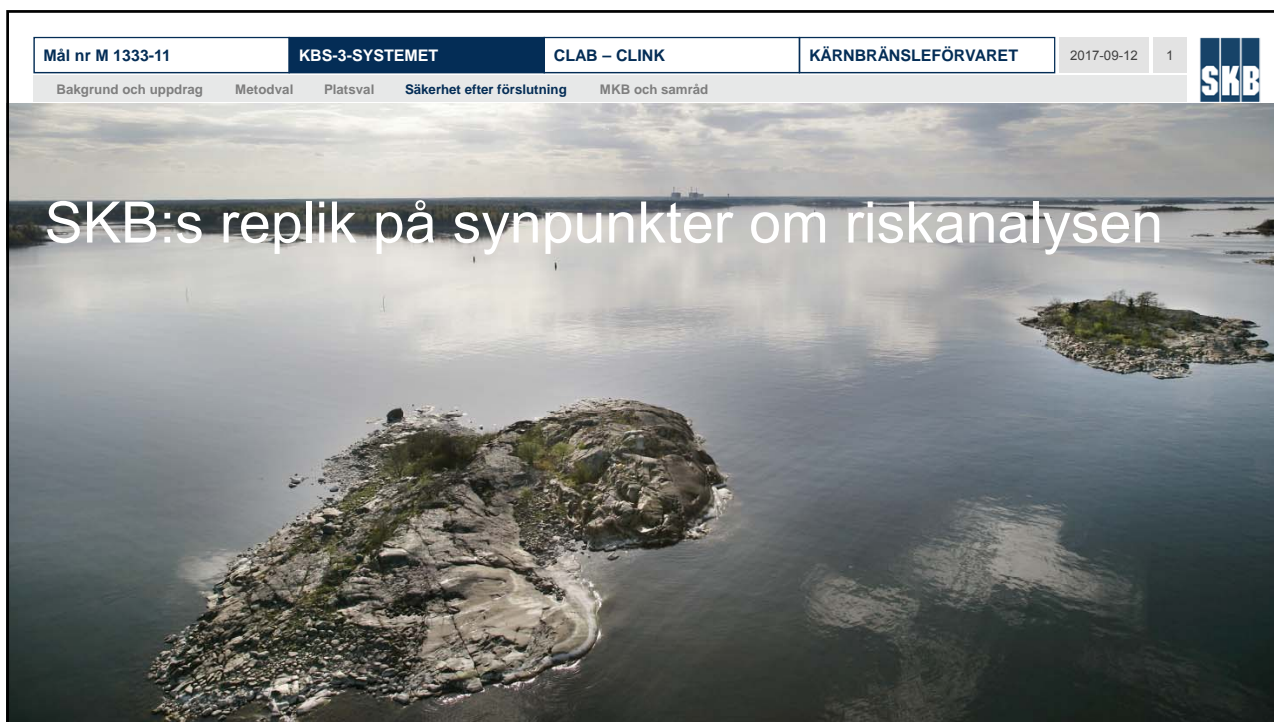 Mål nr M 1333-11 KBS-3-SYSTEMET CLAB – CLINK KÄRNBRÄNSLEFÖRVARET 2017-09-12 1
SKB
Bakgrund och uppdrag Metodval Platsval Säkerhet efter förslutning MKB och samråd
SKB:s replik på synpunkter om riskanalysen